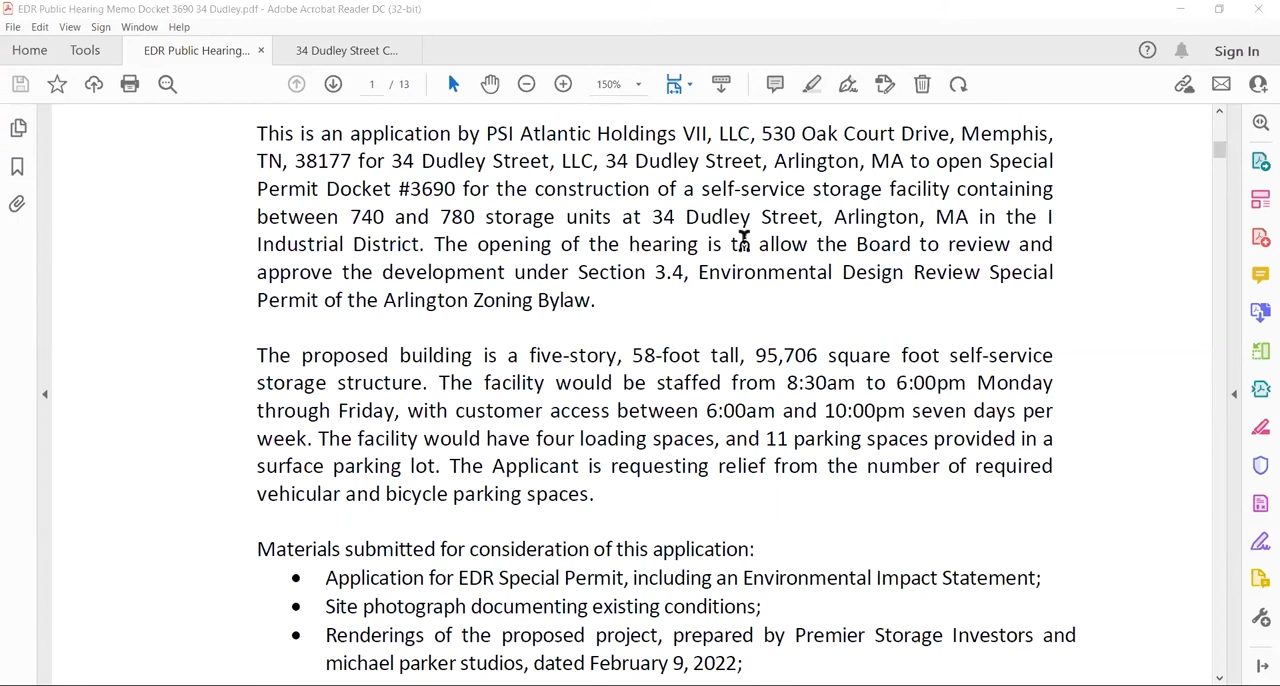 EDR Public Hearing Memo Docket 3690 34 Dudley.pdf - Adobe Acrobat Reader DC (32-bit)
File Edit View Sign Window Help
Home Tools EDR Public Hearing... × 34 Dudley Street C... Sign In
1 / 13 150%
This is an application by PSI Atlantic Holdings VII, LLC, 530 Oak Court Drive, Memphis,
TN, 38177 for 34 Dudley Street, LLC, 34 Dudley Street, Arlington, MA to open Special
Permit Docket #3690 for the construction of a self-service storage facility containing
between 740 and 780 storage units at 34 Dudley Street, Arlington, MA in the I
Industrial District. The opening of the hearing is to allow the Board to review and
approve the development under Section 3.4, Environmental Design Review Special
Permit of the Arlington Zoning Bylaw.
The proposed building is a five-story, 58-foot tall, 95,706 square foot self-service
storage structure. The facility would be staffed from 8:30am to 6:00pm Monday
through Friday, with customer access between 6:00am and 10:00pm seven days per
week. The facility would have four loading spaces, and 11 parking spaces provided in a
surface parking lot. The Applicant is requesting relief from the number of required
vehicular and bicycle parking spaces.
Materials submitted for consideration of this application:
• Application for EDR Special Permit, including an Environmental Impact Statement;
• Site photograph documenting existing conditions;
• Renderings of the proposed project, prepared by Premier Storage Investors and
michael parker studios, dated February 9, 2022;